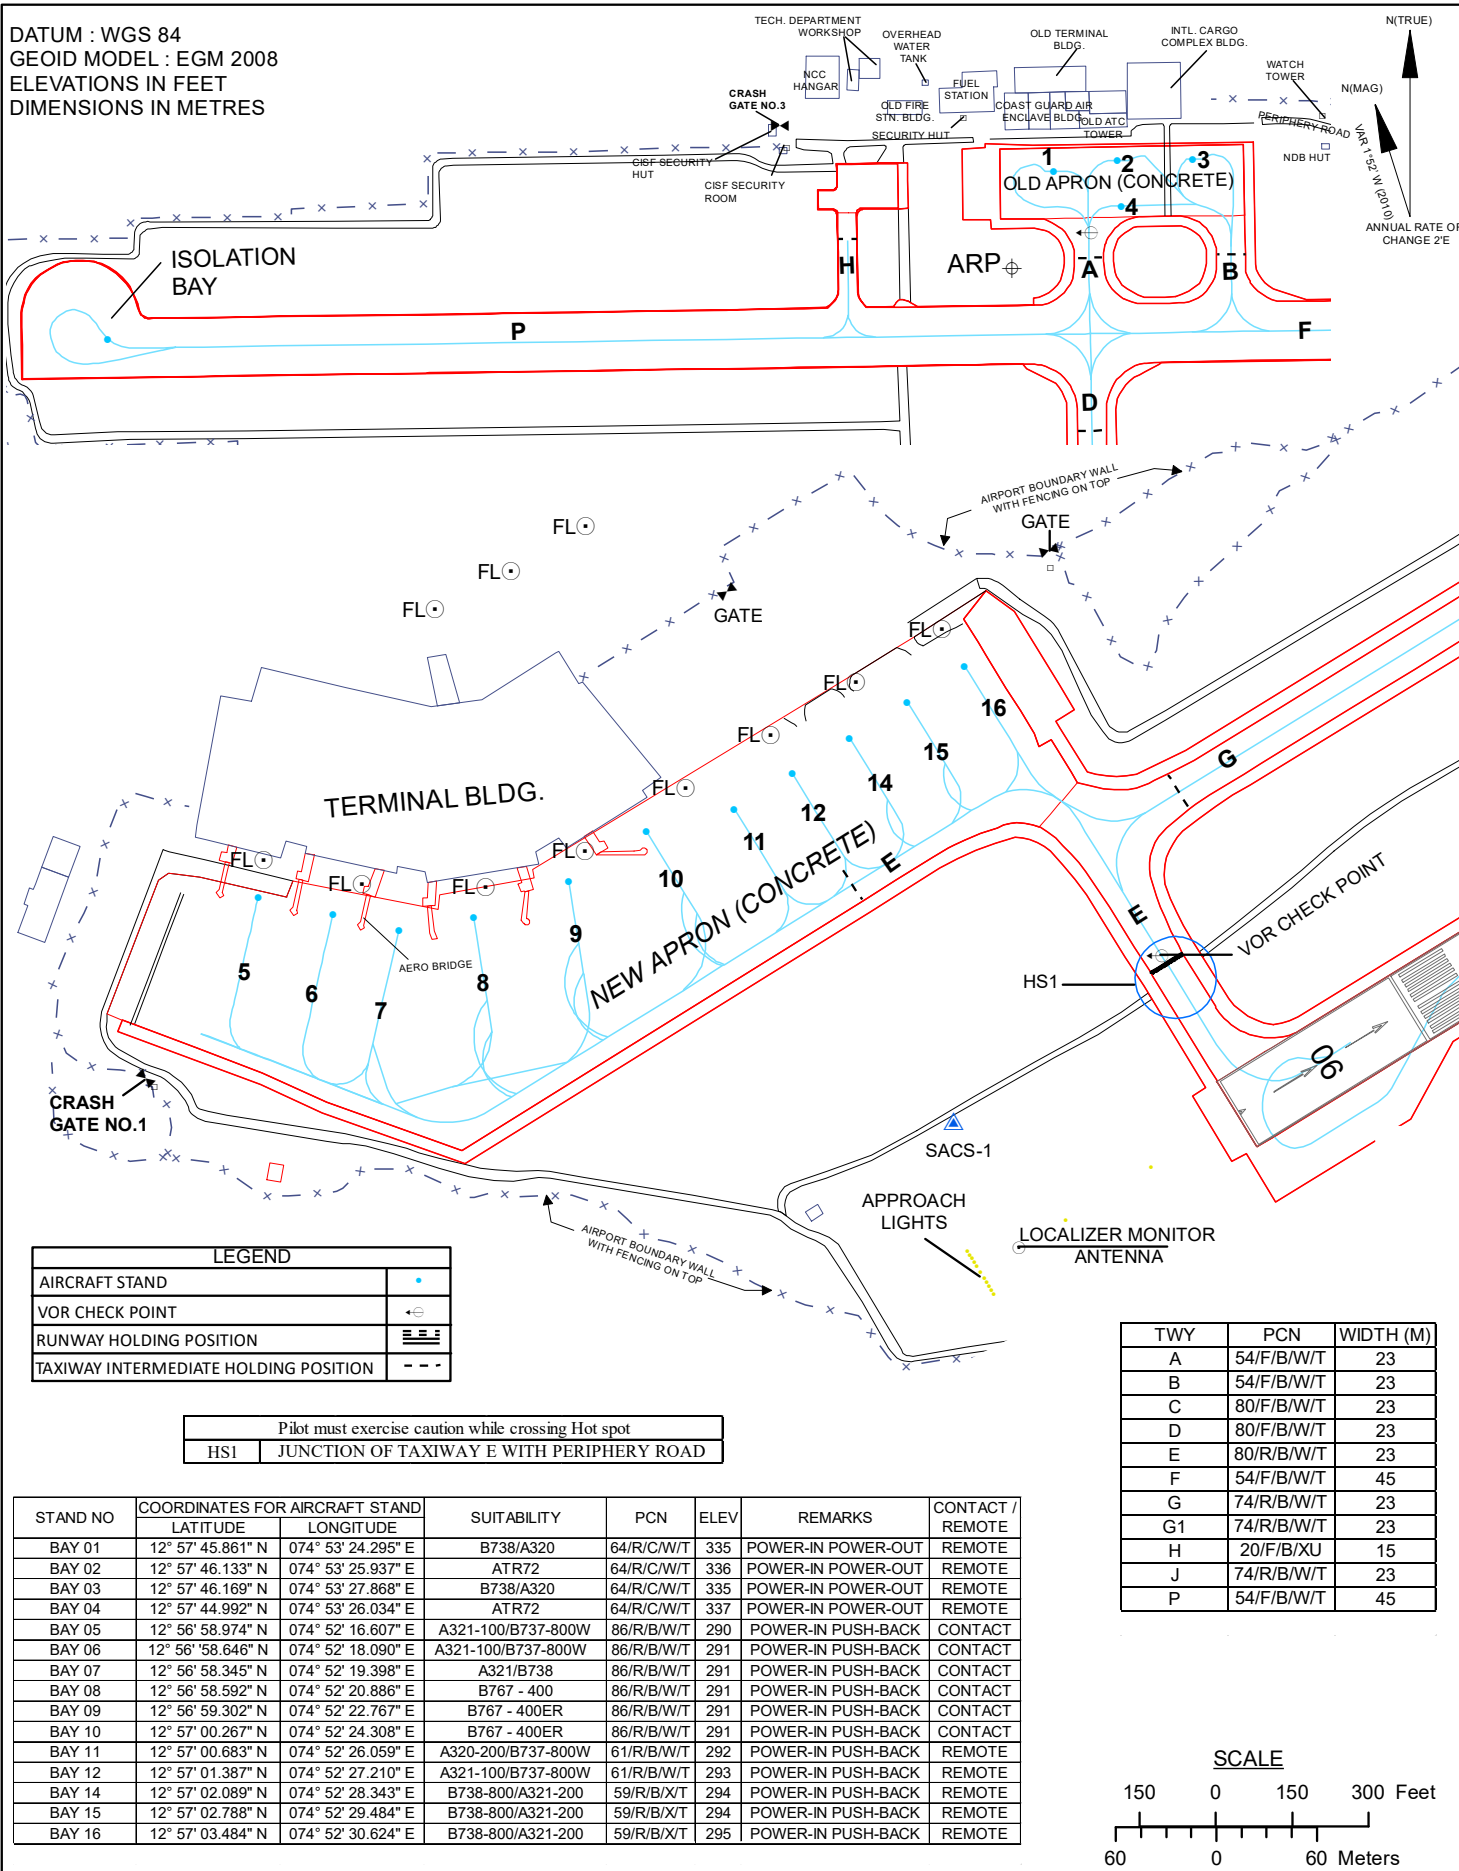 DATUM : WGS 84
GEOID MODEL : EGM 2008
ELEVATIONS IN FEET
DIMENSIONS IN METRES
TECH. DEPARTMENT
WORKSHOP
OVERHEAD
WATER
TANK
OLD TERMINAL
BLDG.
INTL. CARGO
COMPLEX BLDG.
N(TRUE)
WATCH
TOWER
N(MAG)
NCC
HANGAR
CRASH
GATE NO.3
FUEL
STATION
OLD FIRE
STN. BLDG.
COAST GUARD AIR
ENCLAVE BLDG
OLD ATC
TOWER
SECURITY HUT
PERIPHERY ROAD
NDB HUT
VAR 1°52' W (2010)
ANNUAL RATE OF
CHANGE 2'E
CISF SECURITY
HUT
CISF SECURITY
ROOM
1
2
3
OLD APRON (CONCRETE)
4
ISOLATION
BAY
H
ARP
A
B
P
F
D
AIRPORT BOUNDARY WALL
WITH FENCING ON TOP
GATE
FL
FL
FL
GATE
FL
FL
FL
FL
16
15
14
12
11
10
G
TERMINAL BLDG.
FL
FL
FL
FL
E
NEW APRON (CONCRETE)
E
VOR CHECK POINT
AERO BRIDGE
5
6
7
8
9
HS1
06
CRASH
GATE NO.1
SACS-1
APPROACH
LIGHTS
LOCALIZER MONITOR
ANTENNA
AIRPORT BOUNDARY WALL
WITH FENCING ON TOP
LEGEND
AIRCRAFT STAND
VOR CHECK POINT
RUNWAY HOLDING POSITION
TAXIWAY INTERMEDIATE HOLDING POSITION
Pilot must exercise caution while crossing Hot spot
HS1 JUNCTION OF TAXIWAY E WITH PERIPHERY ROAD
TWY PCN WIDTH (M)
A 54/F/B/W/T 23
B 54/F/B/W/T 23
C 80/F/B/W/T 23
D 80/F/B/W/T 23
E 80/R/B/W/T 23
F 54/F/B/W/T 45
G 74/R/B/W/T 23
G1 74/R/B/W/T 23
H 20/F/B/XU 15
J 74/R/B/W/T 23
P 54/F/B/W/T 45
STAND NO COORDINATES FOR AIRCRAFT STAND SUITABILITY PCN ELEV REMARKS CONTACT / REMOTE
LATITUDE LONGITUDE
BAY 01 12° 57' 45.861" N 074° 53' 24.295" E B738/A320 64/R/C/W/T 335 POWER-IN POWER-OUT REMOTE
BAY 02 12° 57' 46.133" N 074° 53' 25.937" E ATR72 64/R/C/W/T 336 POWER-IN POWER-OUT REMOTE
BAY 03 12° 57' 46.169" N 074° 53' 27.868" E B738/A320 64/R/C/W/T 335 POWER-IN POWER-OUT REMOTE
BAY 04 12° 57' 44.992" N 074° 53' 26.034" E ATR72 64/R/C/W/T 337 POWER-IN POWER-OUT REMOTE
BAY 05 12° 56' 58.974" N 074° 52' 16.607" E A321-100/B737-800W 86/R/B/W/T 290 POWER-IN PUSH-BACK CONTACT
BAY 06 12° 56' '58.646" N 074° 52' 18.090" E A321-100/B737-800W 86/R/B/W/T 291 POWER-IN PUSH-BACK CONTACT
BAY 07 12° 56' 58.345" N 074° 52' 19.398" E A321/B738 86/R/B/W/T 291 POWER-IN PUSH-BACK CONTACT
BAY 08 12° 56' 58.592" N 074° 52' 20.886" E B767 - 400 86/R/B/W/T 291 POWER-IN PUSH-BACK CONTACT
BAY 09 12° 56' 59.302" N 074° 52' 22.767" E B767 - 400ER 86/R/B/W/T 291 POWER-IN PUSH-BACK CONTACT
BAY 10 12° 57' 00.267" N 074° 52' 24.308" E B767 - 400ER 86/R/B/W/T 291 POWER-IN PUSH-BACK CONTACT
BAY 11 12° 57' 00.683" N 074° 52' 26.059" E A320-200/B737-800W 61/R/B/W/T 292 POWER-IN PUSH-BACK REMOTE
BAY 12 12° 57' 01.387" N 074° 52' 27.210" E A321-100/B737-800W 61/R/B/W/T 293 POWER-IN PUSH-BACK REMOTE
BAY 14 12° 57' 02.089" N 074° 52' 28.343" E B738-800/A321-200 59/R/B/X/T 294 POWER-IN PUSH-BACK REMOTE
BAY 15 12° 57' 02.788" N 074° 52' 29.484" E B738-800/A321-200 59/R/B/X/T 294 POWER-IN PUSH-BACK REMOTE
BAY 16 12° 57' 03.484" N 074° 52' 30.624" E B738-800/A321-200 59/R/B/X/T 295 POWER-IN PUSH-BACK REMOTE
SCALE
150 0 150 300 Feet
60 0 60 Meters